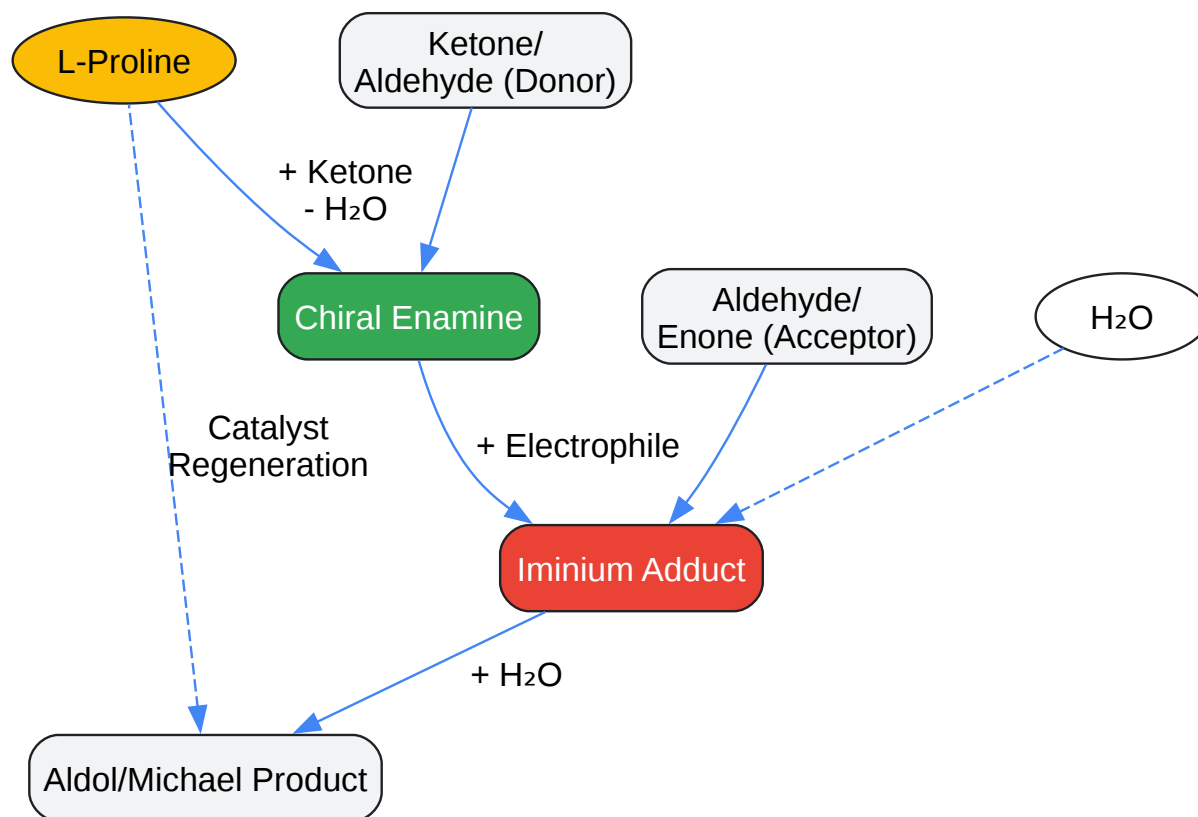 L-Proline
Ketone/
Aldehyde (Donor)
+ Ketone
- H₂O
Chiral Enamine
Aldehyde/
Enone (Acceptor)
H₂O
Catalyst
Regeneration
+ Electrophile
Iminium Adduct
+ H₂O
Aldol/Michael Product